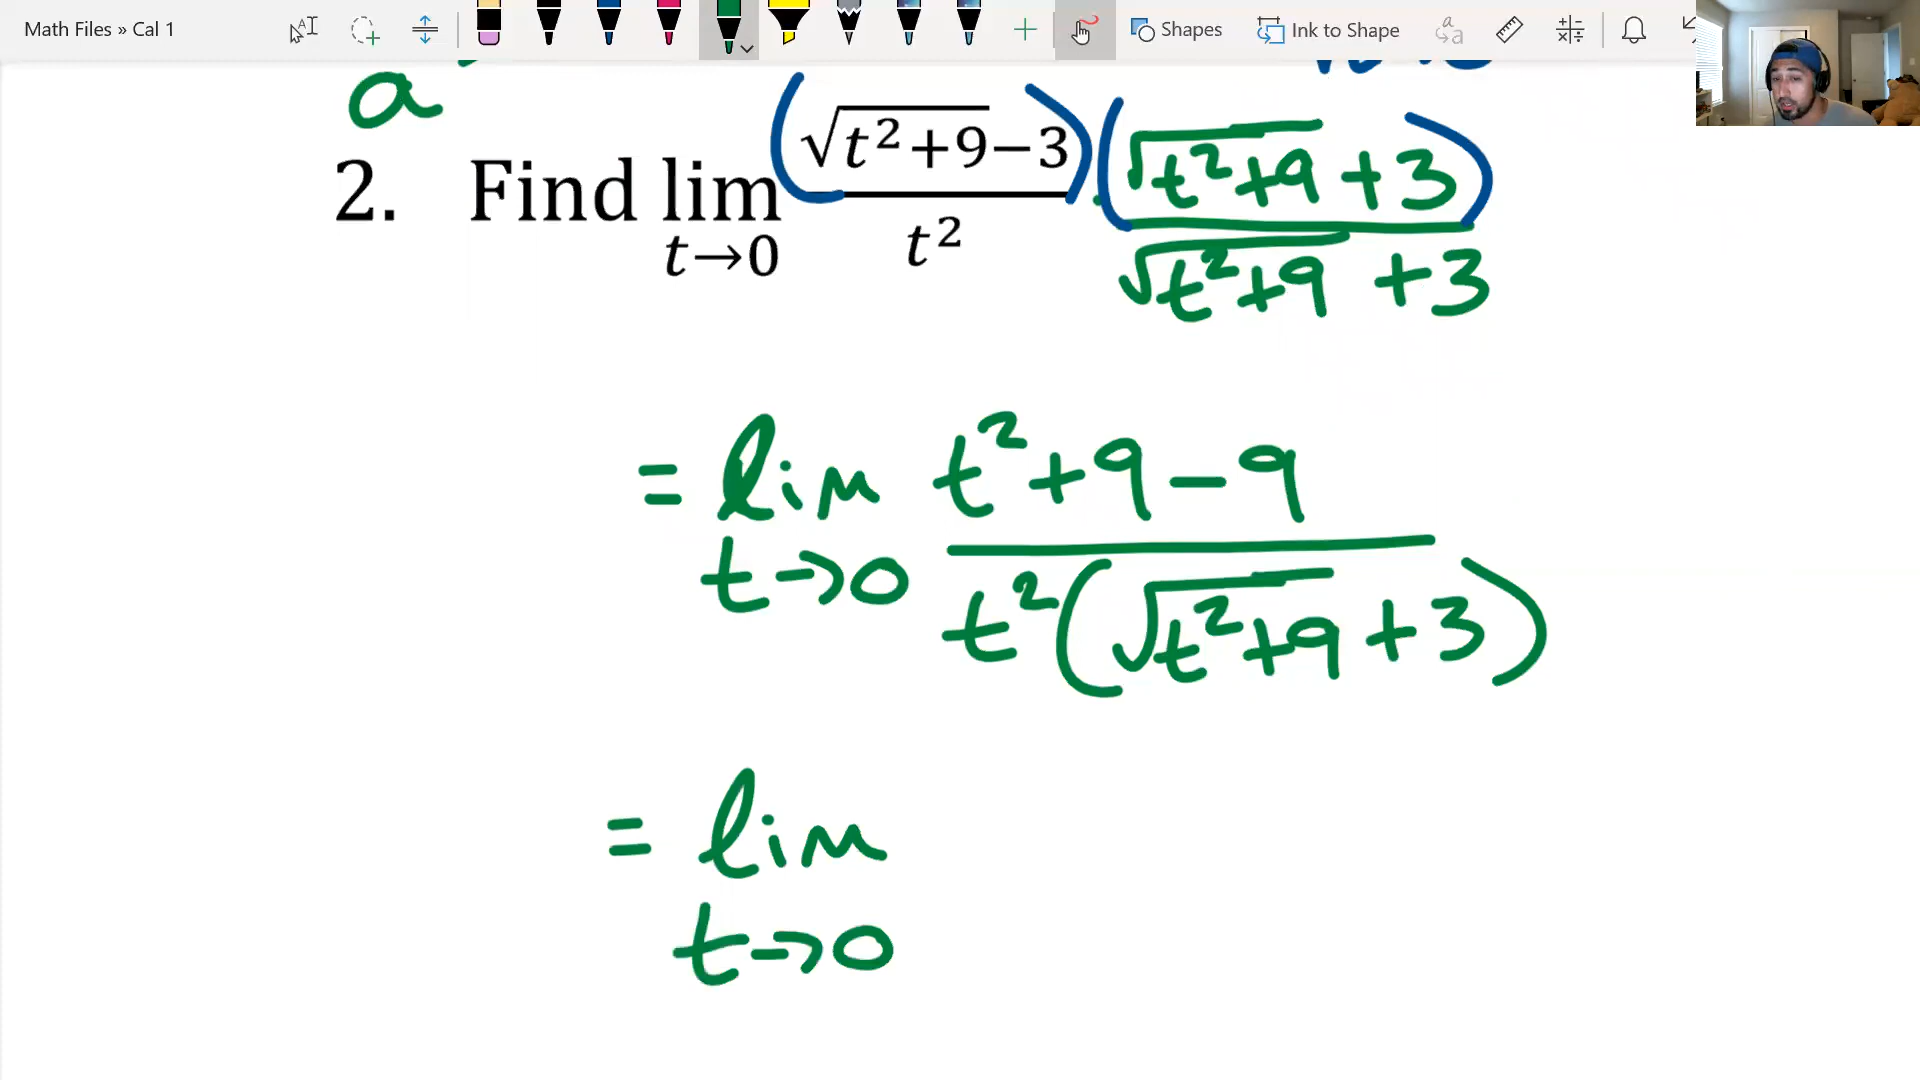 Math Files » Cal 1
Shapes
Ink to Shape
a
2. Find lim t→0 (√(t²+9)−3)/t² · (√(t²+9) + 3)/(√(t²+9) + 3)
= lim t→0 (t²+9−9)/(t²(√(t²+9) + 3))
= lim t→0